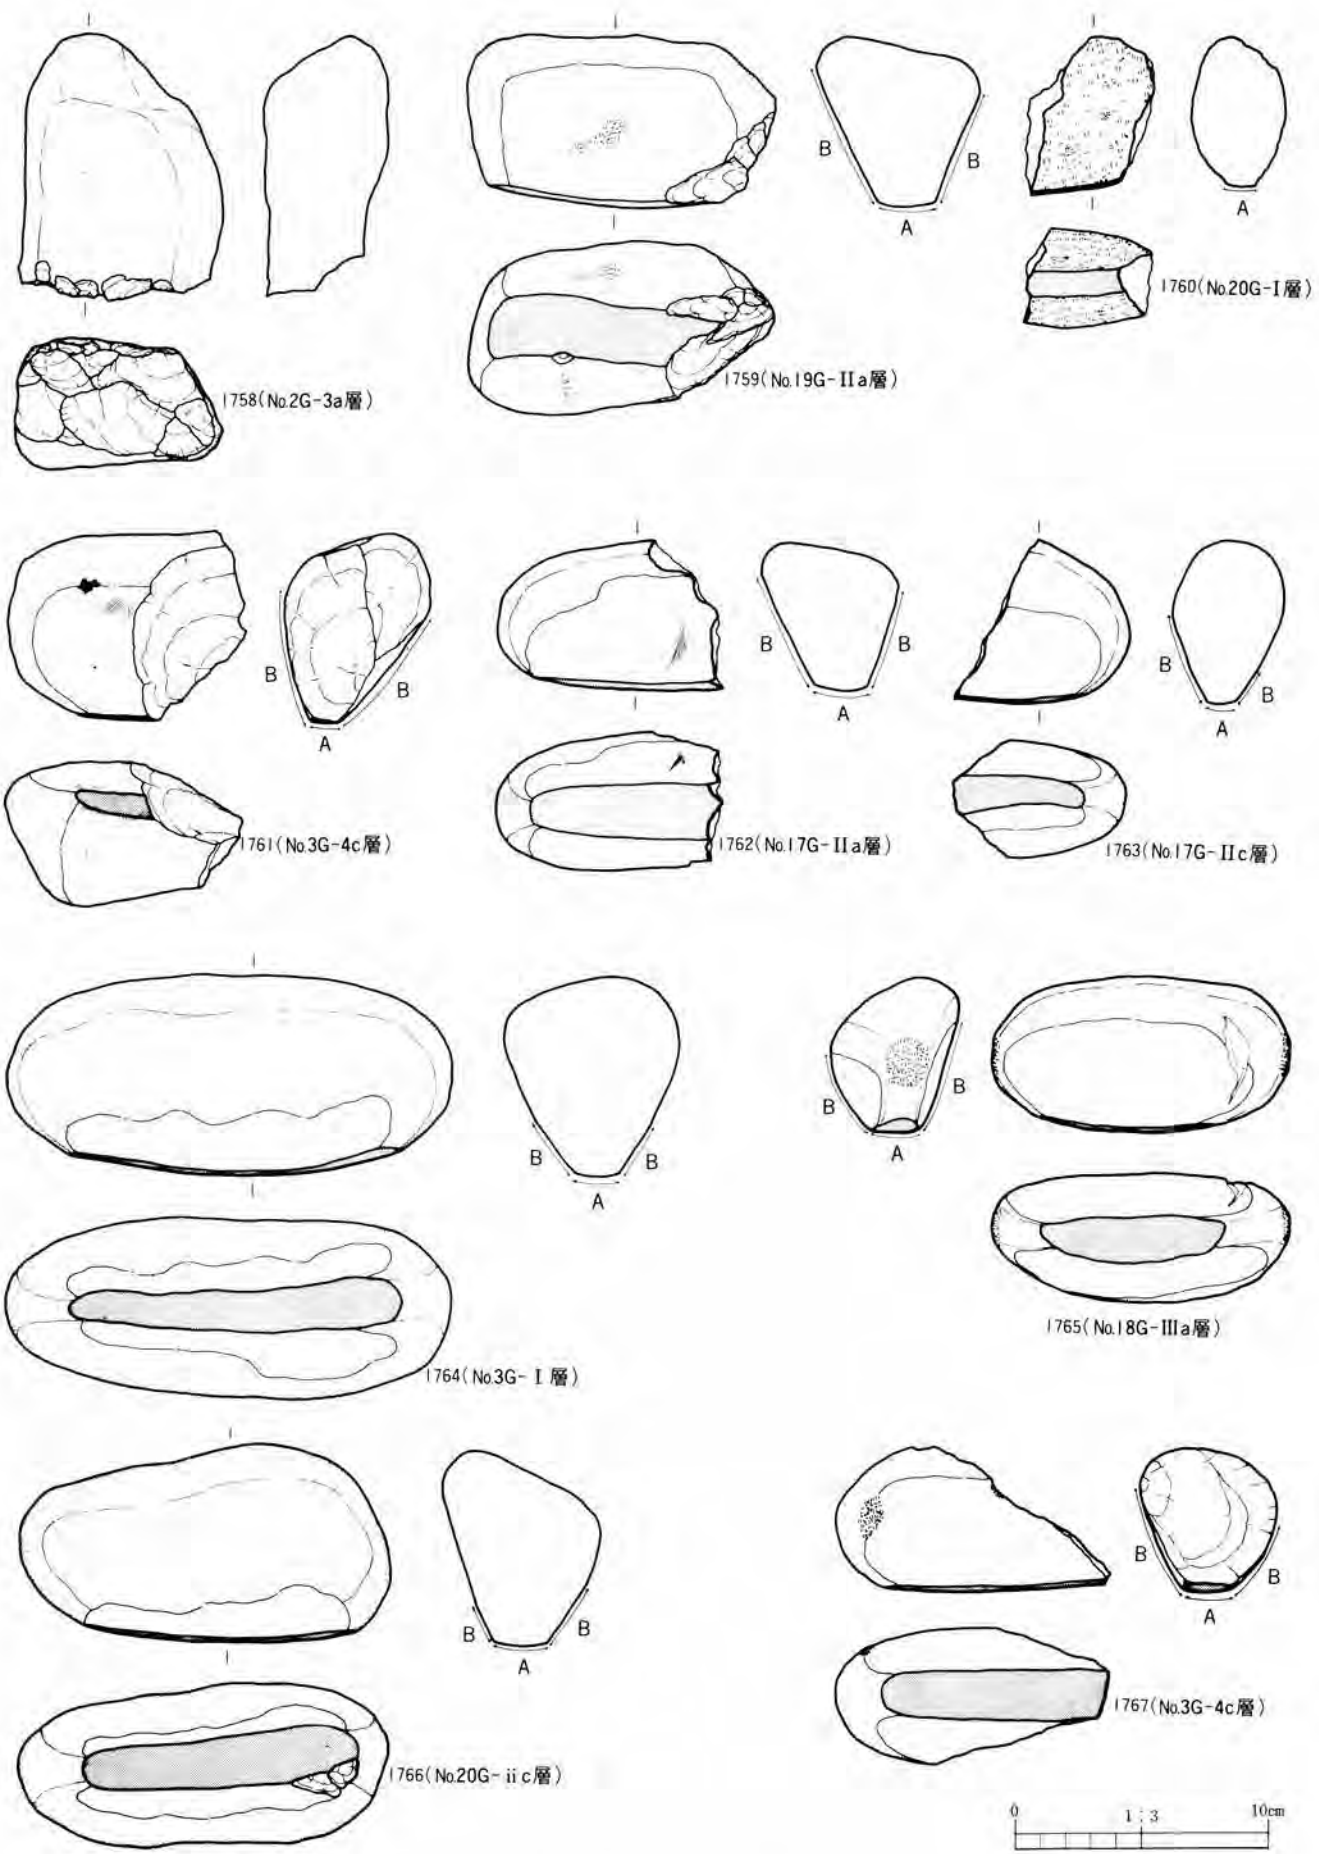 B
B
A
A
1760(No.20G-I層)
1759(No.19G-IIa層)
1758(No.2G-3a層)
B
B
A
B
B
A
B
B
A
1761(No.3G-4c層)
1762(No.17G-IIa層)
1763(No.17G-IIc層)
B
B
A
B
B
A
1765(No.18G-IIIa層)
1764(No.3G-I層)
B
B
A
B
B
A
1767(No.3G-4c層)
1766(No.20G-iic層)
0
1:3
10cm